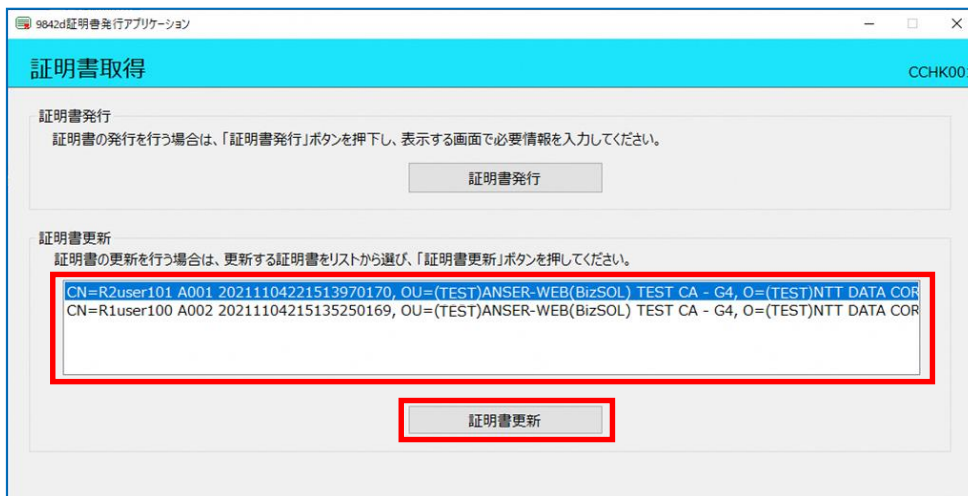 9842d証明書発行アプリケーション
証明書取得
CCHK00
証明書発行
証明書の発行を行う場合は、「証明書発行」ボタンを押下し、表示する画面で必要情報を入力してください。
証明書発行
証明書更新
証明書の更新を行う場合は、更新する証明書をリストから選び、「証明書更新」ボタンを押してください。
CN=R2user101 A001 20211104221513970170, OU=(TEST)ANSER-WEB(BizSOL) TEST CA - G4, O=(TEST)NTT DATA COR
CN=R1user100 A002 20211104215135250169, OU=(TEST)ANSER-WEB(BizSOL) TEST CA - G4, O=(TEST)NTT DATA COR
証明書更新